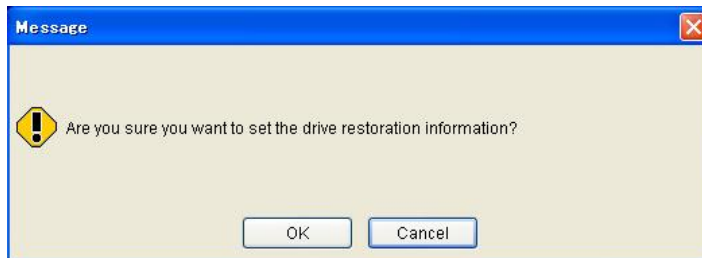 Message
Are you sure you want to set the drive restoration information?
OK
Cancel